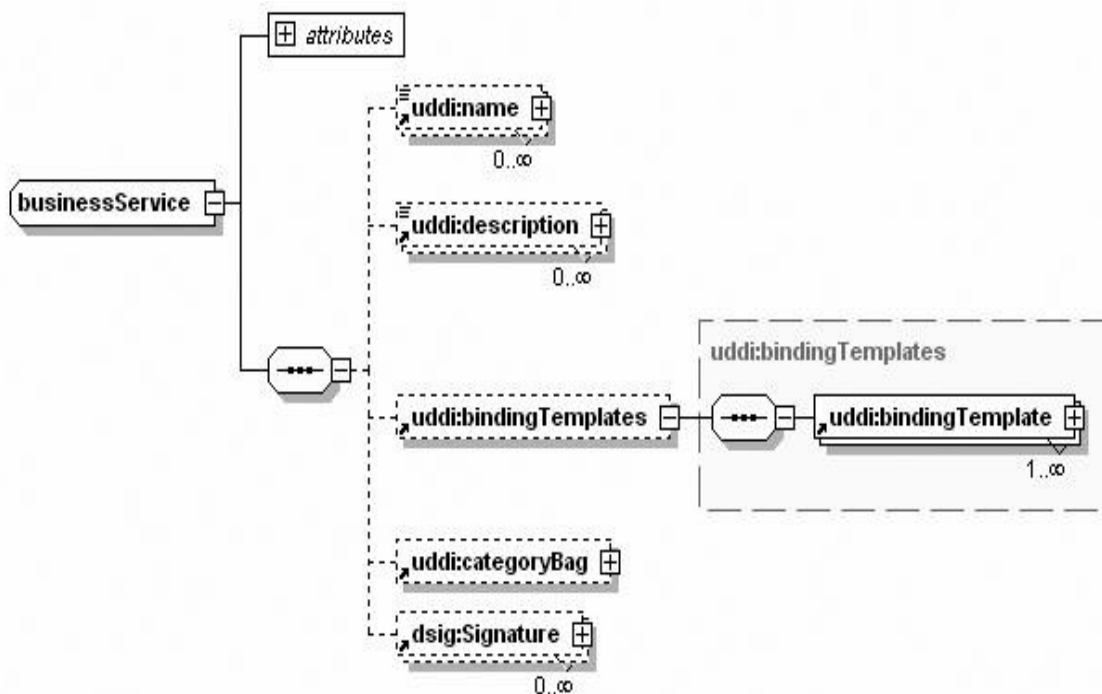 attributes
uddi:name
0..∞
businessService
uddi:description
0..∞
uddi:bindingTemplates
uddi:bindingTemplates
uddi:bindingTemplate
1..∞
uddi:categoryBag
dsig:Signature
0..∞